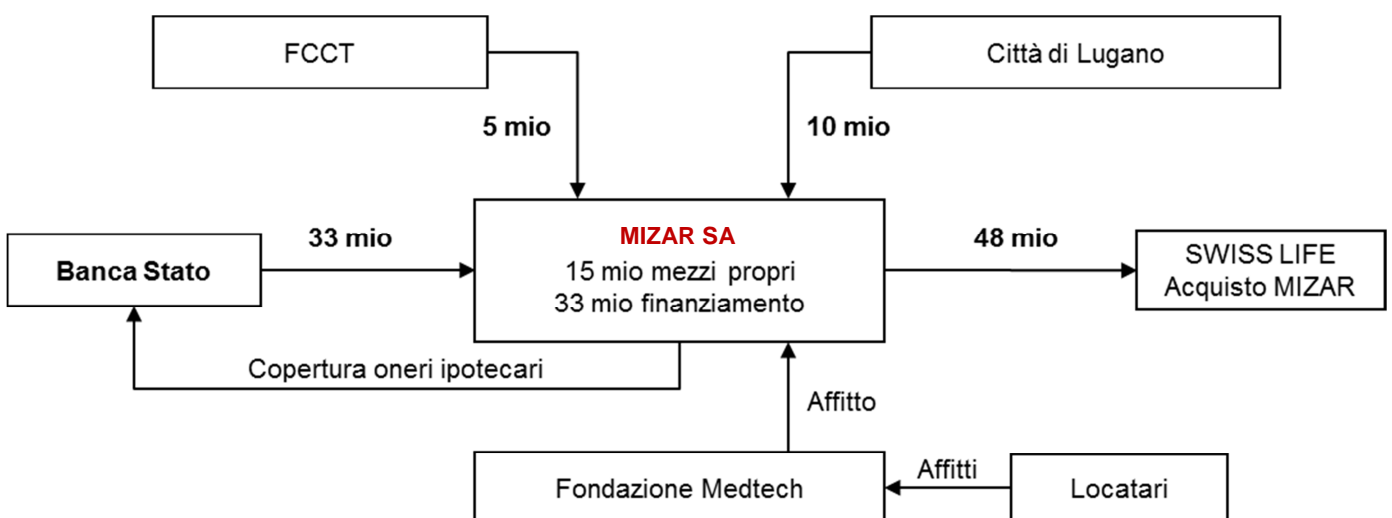 FCCT
Città di Lugano
5 mio
10 mio
33 mio
MIZAR SA
48 mio
Banca Stato
15 mio mezzi propri
33 mio finanziamento
SWISS LIFE
Acquisto MIZAR
Copertura oneri ipotecari
Affitto
Fondazione Medtech
Affitti
Locatari